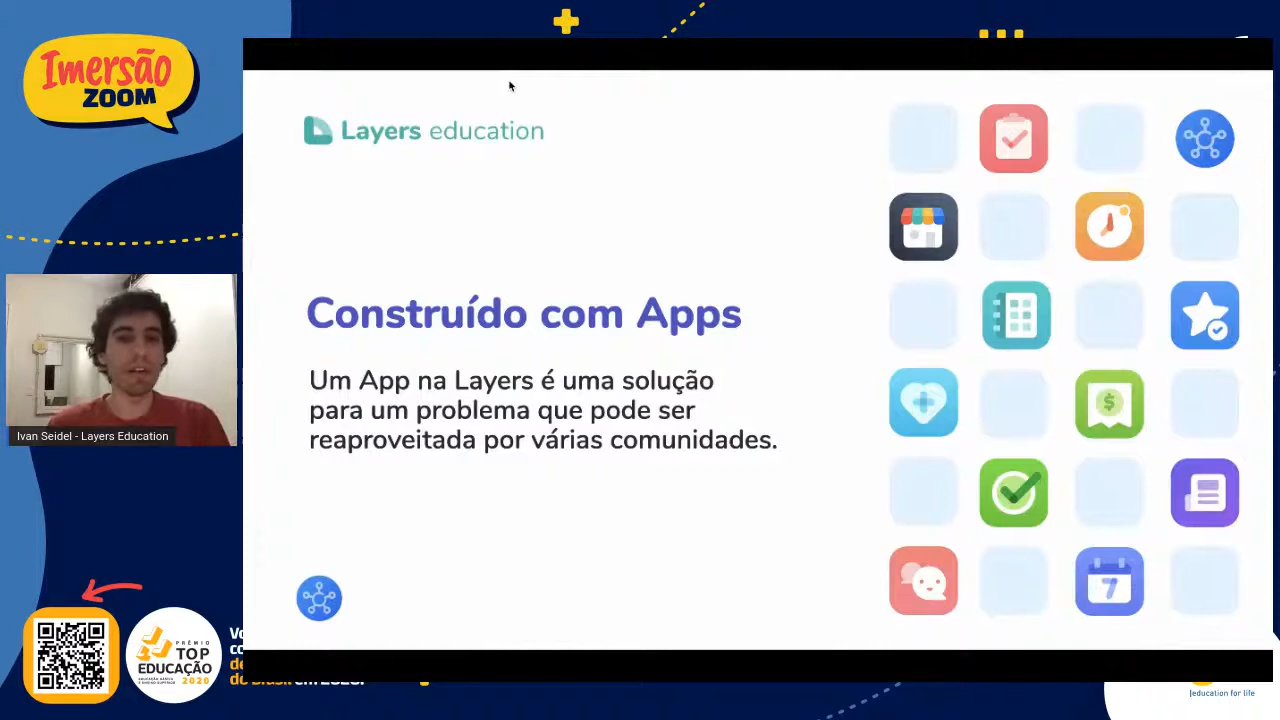 Imersão
ZOOM
Layers education
Construído com Apps
Um App na Layers é uma solução
para um problema que pode ser
reaproveitada por várias comunidades.
Ivan Seidel - Layers Education
$
7
PRÊMIO
TOP
EDUCAÇÃO
2020
|education for life